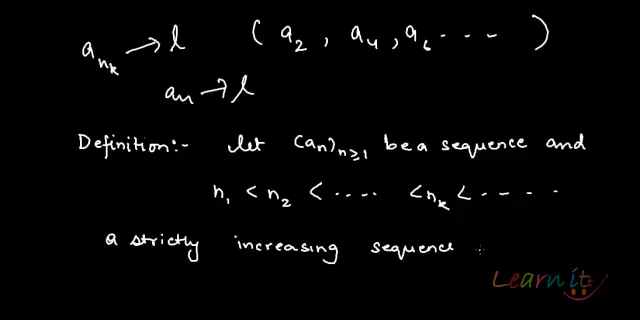 a_{n_k} → l ( a_2 , a_4 , a_6 ---- )
a_n → l
Definition:- let (a_n)_{n≥1} be a sequence and
n_1 < n_2 < ---- < n_k < -----
a strictly increasing sequence
Learnit